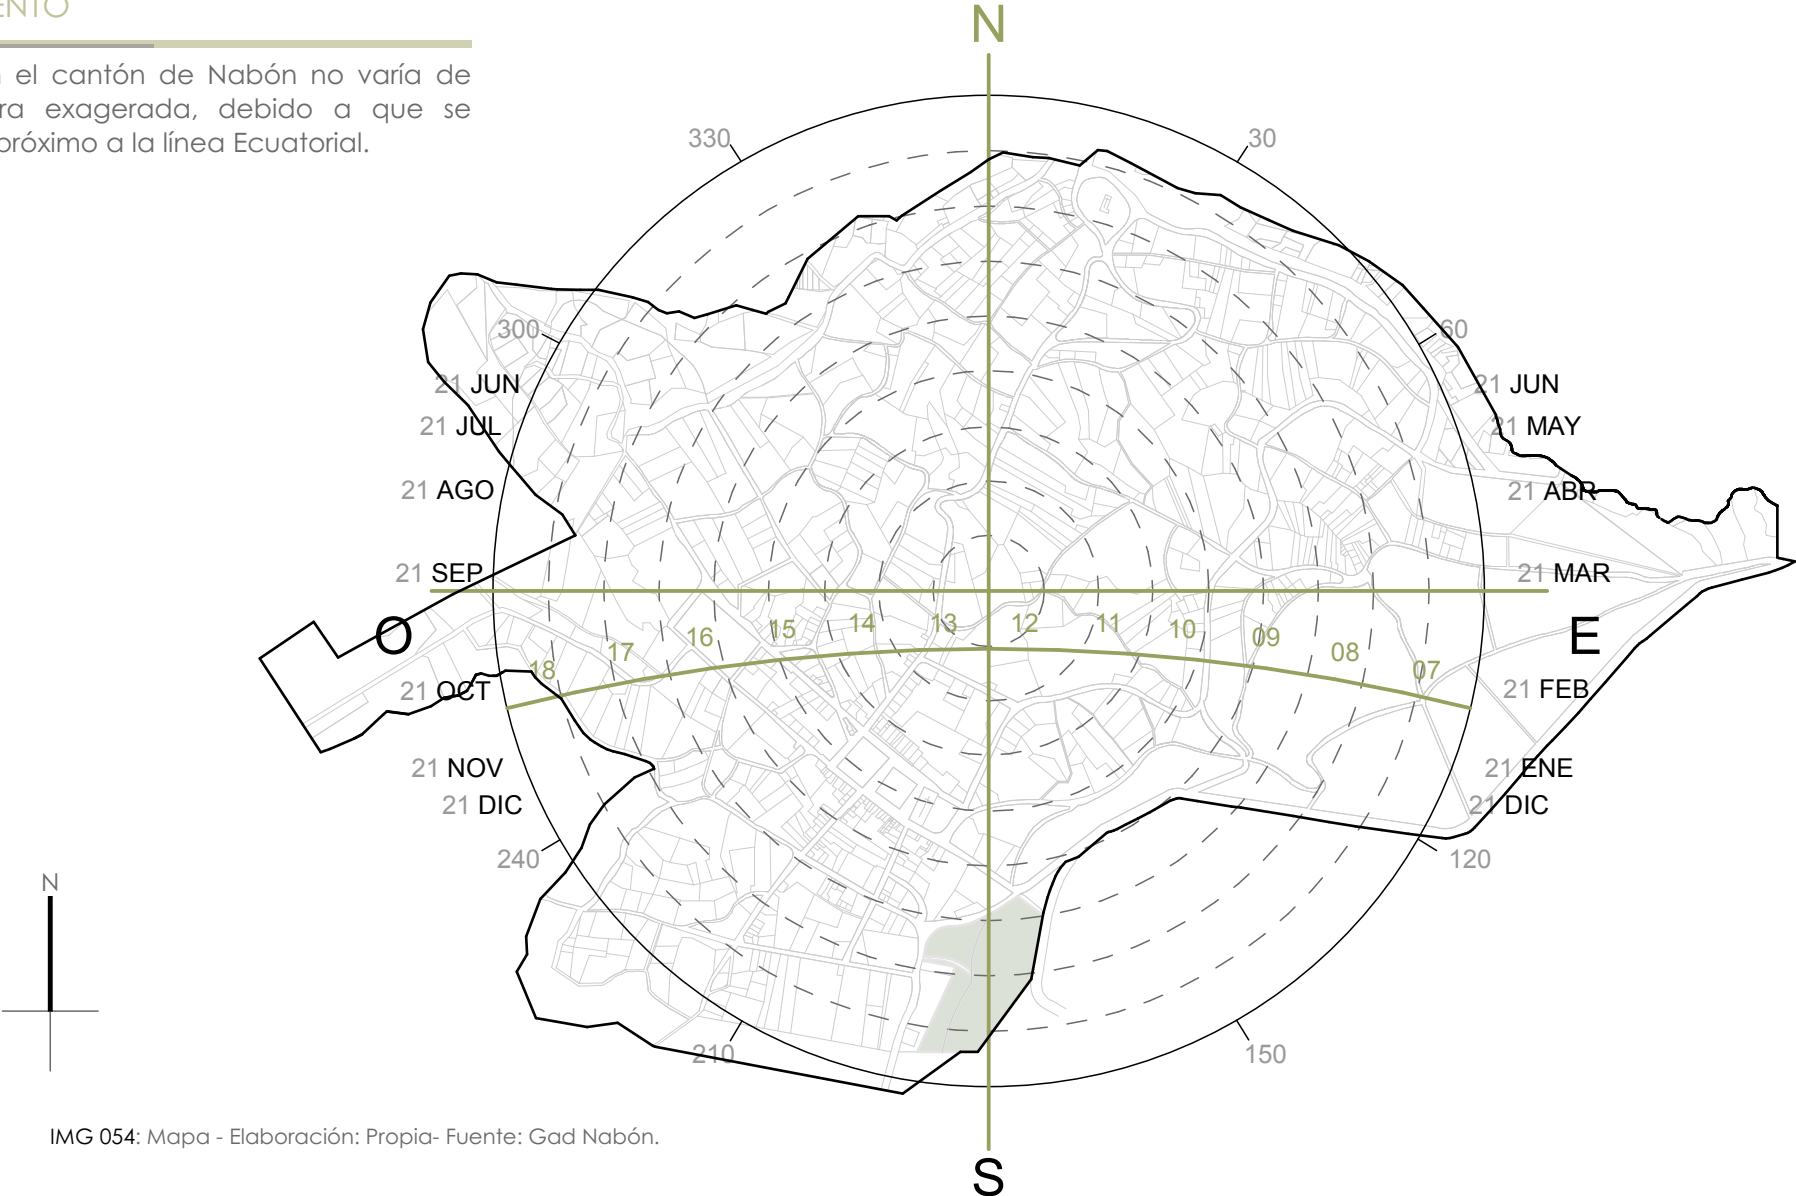 ENTO
el cantón de Nabón no varía de
ra exagerada, debido a que se
próximo a la línea Ecuatorial.
N
330
30
300
60
21 JUN
21 JUN
21 JUL
21 MAY
21 AGO
21 ABR
21 SEP
21 MAR
O
E
18
17
16
15
14
13
12
11
10
09
08
07
21 OCT
21 FEB
21 NOV
21 ENE
21 DIC
21 DIC
240
120
N
210
150
IMG 054: Mapa - Elaboración: Propia- Fuente: Gad Nabón.
S